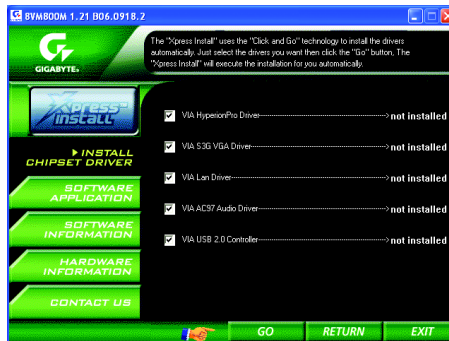 8VM800M 1.21 B06.0918.2
GIGABYTE
The "Xpress Install" uses the "Click and Go" technology to install the drivers
automatically. Just select the drivers you want then click the "Go" button, The
"Xpress Install" will execute the installation for you automatically.
Xpress
install
INSTALL
CHIPSET DRIVER
SOFTWARE
APPLICATION
SOFTWARE
INFORMATION
HARDWARE
INFORMATION
CONTACT US
VIA HyperionPro Driver not installed
VIA S3G VGA Driver not installed
VIA Lan Driver not installed
VIA AC97 Audio Driver not installed
VIA USB 2.0 Controller not installed
GO RETURN EXIT